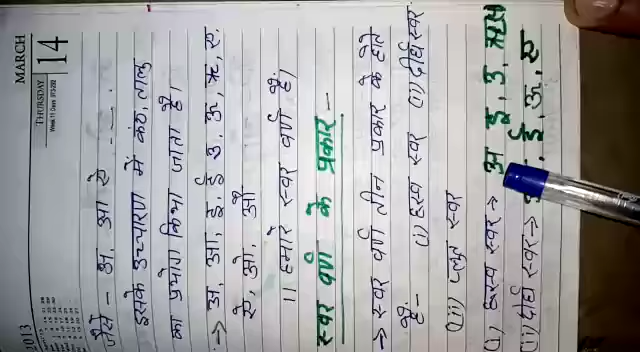 MARCH
2013
THURSDAY
14
जैसे - अ, आ ऐ
इसके उच्चारण में कंठ, तालु
का प्रयोग किया जाता है।
→ अ, आ, इ, ई उ, ऊ, ऋ, ए,
ऐ, ओ, औ
11 हमारे स्वर वर्ण हैं।
स्वर वर्ण के प्रकार -
→ स्वर वर्ण तीन प्रकार के होते
हैं - (i) ह्रस्व स्वर (ii) दीर्घ स्वर
(iii) प्लुत स्वर
(i) ह्रस्व स्वर → अ इ, उ, ऋ
(ii) दीर्घ स्वर → ई, ऊ, ए